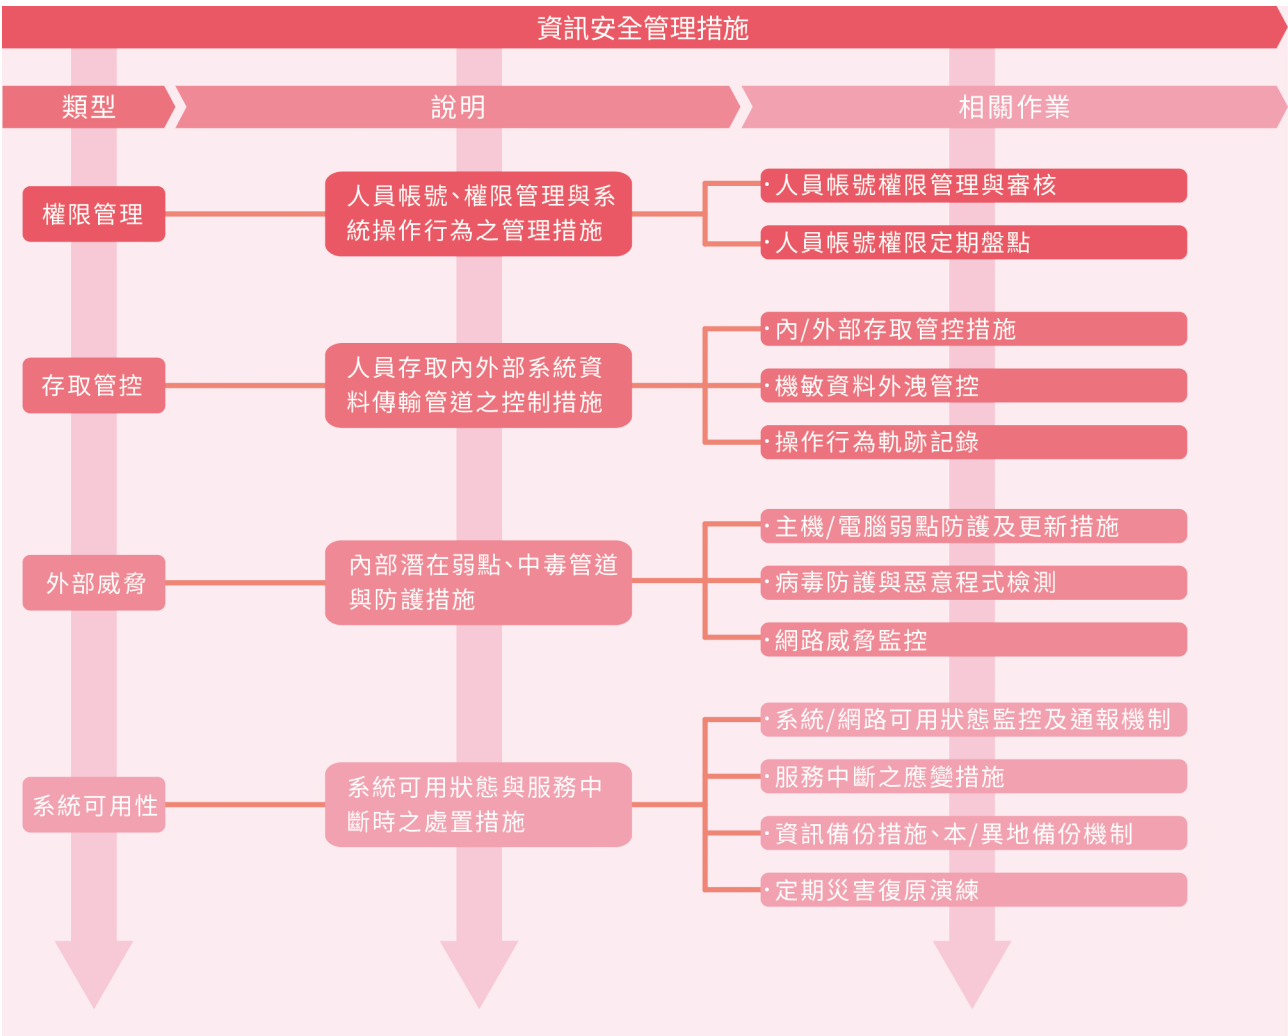 資訊安全管理措施
類型
說明
相關作業
權限管理
人員帳號、權限管理與系
統操作行為之管理措施
·人員帳號權限管理與審核
·人員帳號權限定期盤點
存取管控
人員存取內外部系統資
料傳輸管道之控制措施
·內/外部存取管控措施
·機敏資料外洩管控
·操作行為軌跡記錄
外部威脅
內部潛在弱點、中毒管道
與防護措施
·主機/電腦弱點防護及更新措施
·病毒防護與惡意程式檢測
·網路威脅監控
系統可用性
系統可用狀態與服務中
斷時之處置措施
·系統/網路可用狀態監控及通報機制
·服務中斷之應變措施
·資訊備份措施、本/異地備份機制
·定期災害復原演練